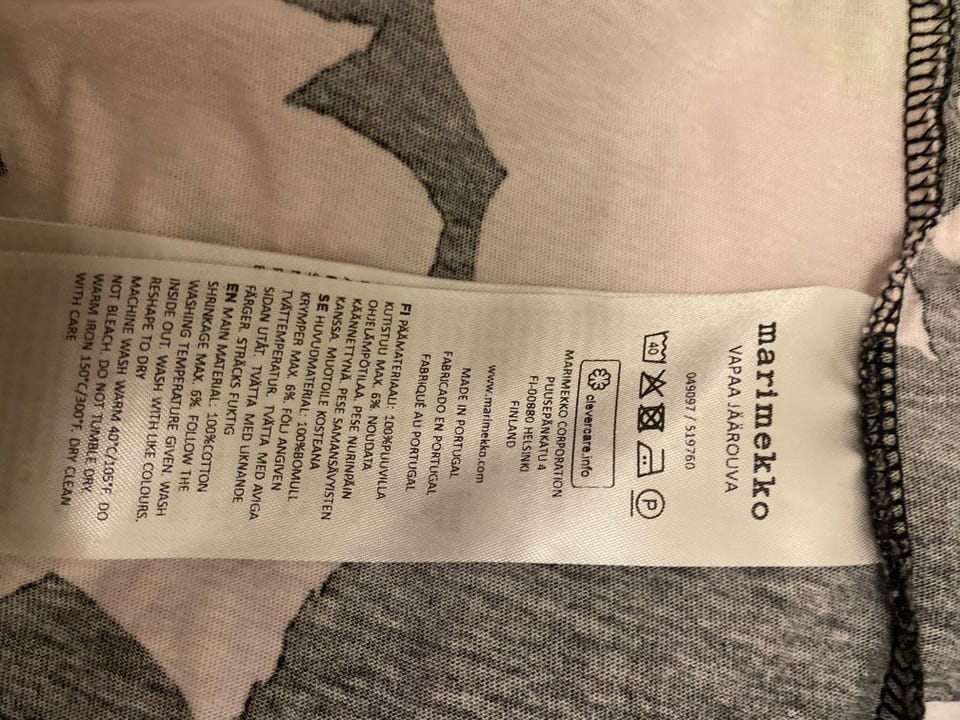 marimekko
VAPAA JÄÄROUVA
049097 / 519760
40
P
clevercare.info
MARIMEKKO CORPORATION
PUUSEPÄNKATU 4
FI-00880 HELSINKI
FINLAND
www.marimekko.com
MADE IN PORTUGAL
FABRICADO EN PORTUGAL
FABRIQUÉ AU PORTUGAL
FI PÄÄMATERIAALI: 100%PUUVILLA
KUTISTUU MAX. 6% NOUDATA
OHJELÄMPÖTILAA. PESE NURINPÄIN
KÄÄNNETTYNÄ. PESE SAMANSÄVYISTEN
KANSSA. MUOTOILE KOSTEANA
SE HUVUDMATERIAL: 100%BOMULL
KRYMPER MAX. 6% FÖLJ ANGIVEN
TVÄTTEMPERATUR. TVÄTTA MED AVIGA
SIDAN UTÅT. TVÄTTA MED LIKNANDE
FÄRGER. STRÄCKS FUKTIG
EN MAIN MATERIAL: 100%COTTON
SHRINKAGE MAX. 6% FOLLOW THE
WASHING TEMPERATURE GIVEN. WASH
INSIDE OUT. WASH WITH LIKE COLOURS.
RESHAPE TO DRY
MACHINE WASH WARM 40°C/105°F. DO
NOT BLEACH. DO NOT TUMBLE DRY.
WARM IRON 150°C/300°F. DRY CLEAN
WITH CARE